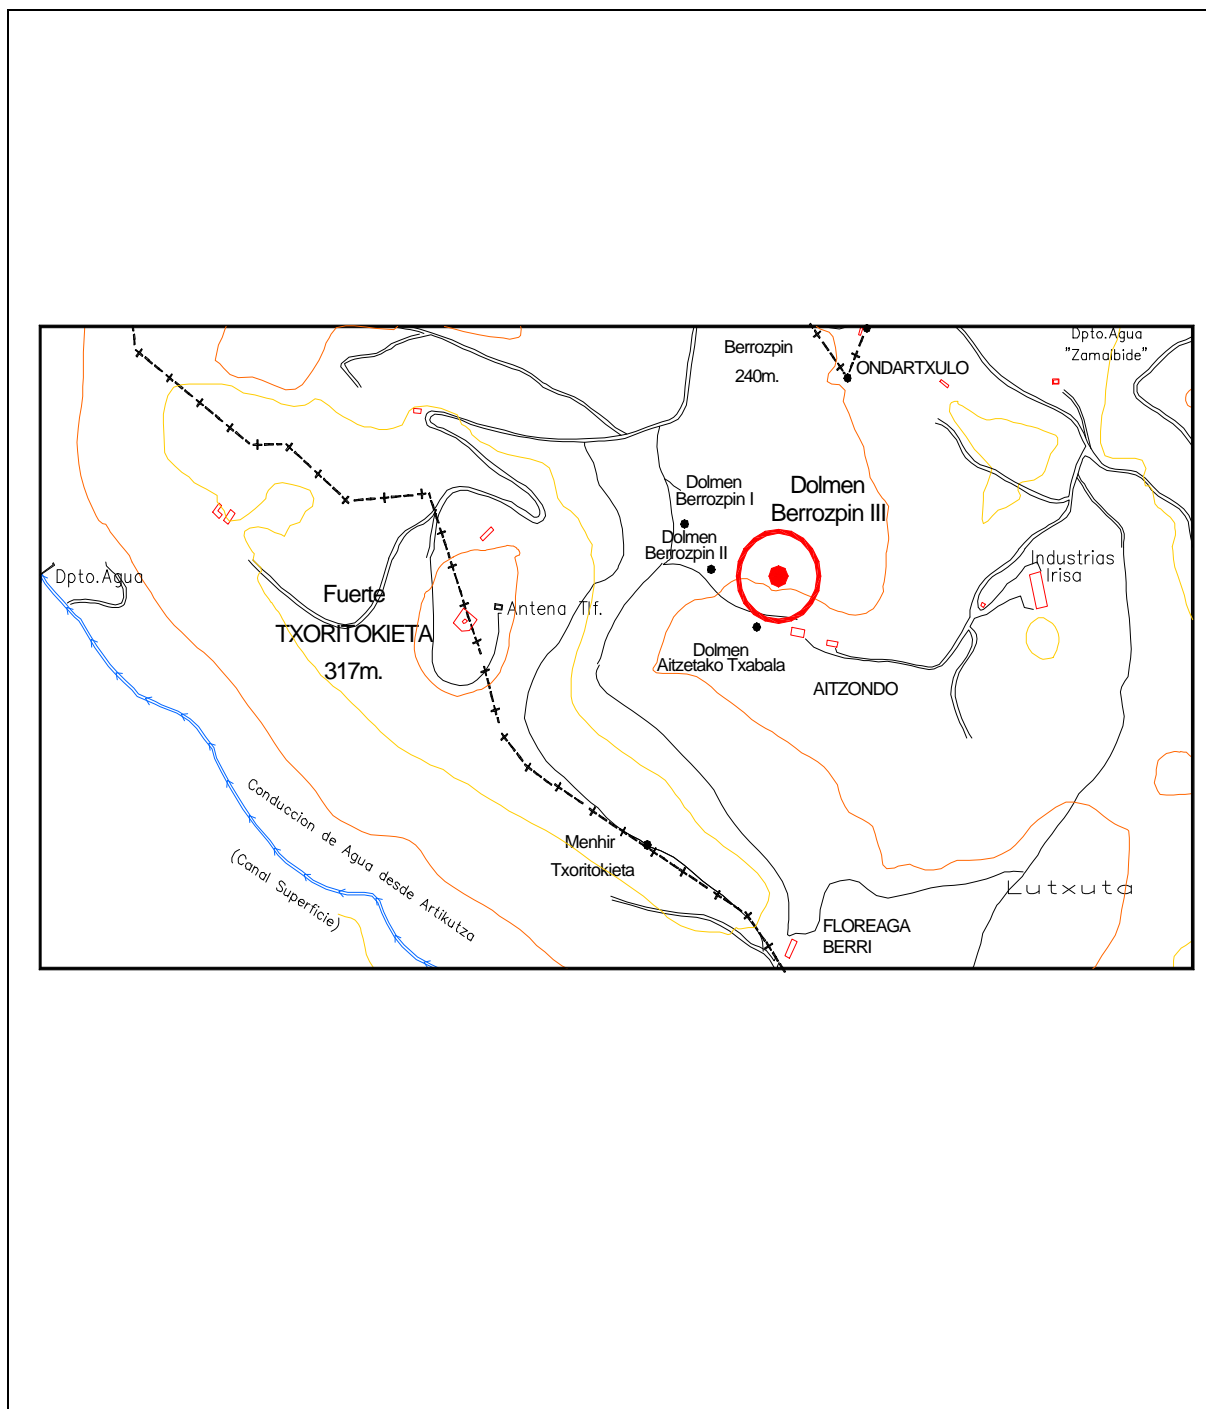 Dpto.Agua
"Zamalbide"
Berrozpin
240m.
ONDARTXULO
Dolmen
Berrozpin I
Dolmen
Berrozpin III
Dolmen
Berrozpin II
Industrias
Irisa
Dpto.Agua
Fuerte
TXORITOKIETA
317m.
Antena Tlf.
Dolmen
Aitzetako Txabala
AITZONDO
Conduccion de Agua desde Artikutza
(Canal Superficie)
Menhir
Txoritokieta
Lutxuta
FLOREAGA
BERRI